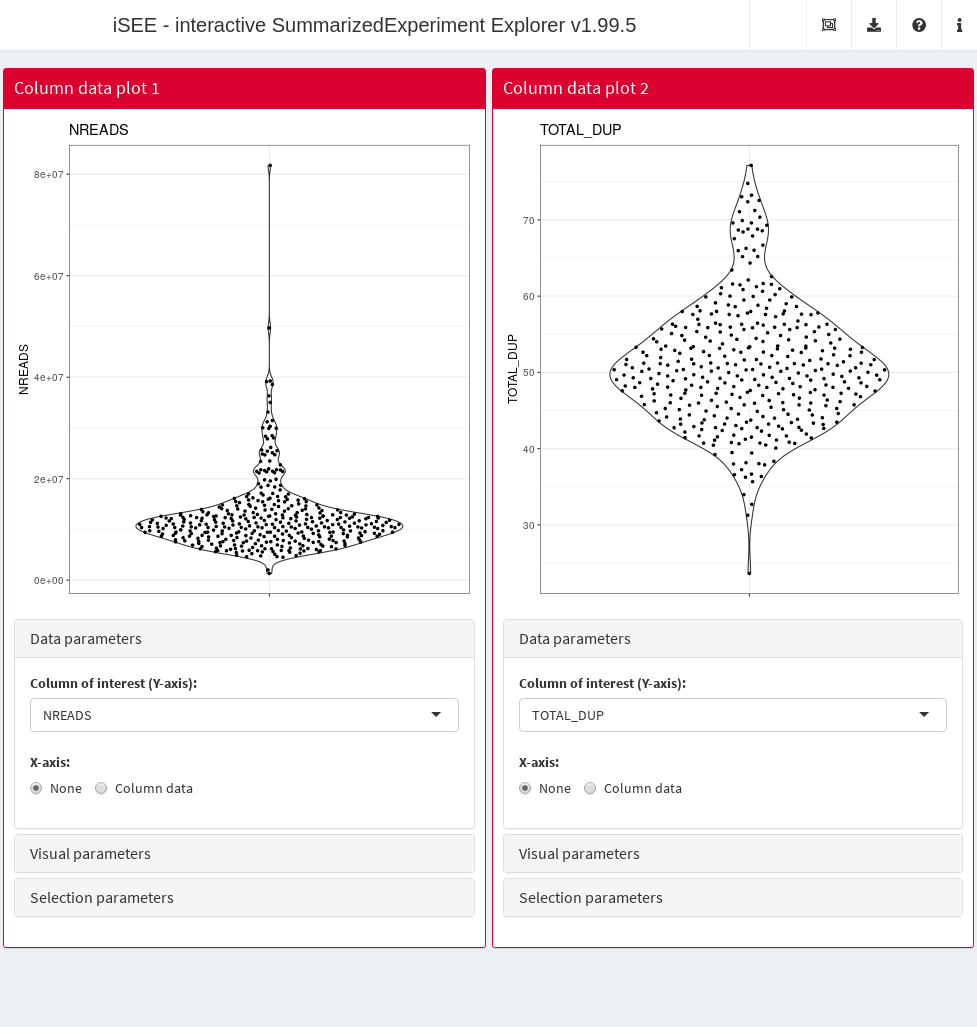 iSEE - interactive SummarizedExperiment Explorer v1.99.5
Column data plot 1
NREADS
8e+07
6e+07
4e+07
2e+07
0e+00
NREADS
Data parameters
Column of interest (Y-axis):
NREADS
X-axis:
None Column data
Visual parameters
Selection parameters
Column data plot 2
TOTAL_DUP
70
60
50
40
30
TOTAL_DUP
Data parameters
Column of interest (Y-axis):
TOTAL_DUP
X-axis:
None Column data
Visual parameters
Selection parameters